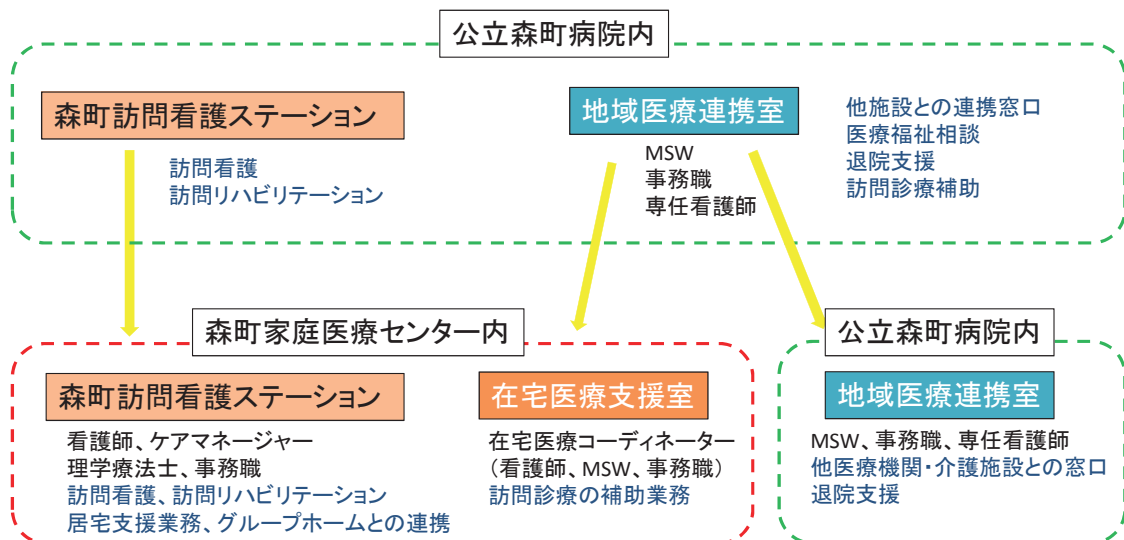 公立森町病院内
森町訪問看護ステーション
訪問看護
訪問リハビリテーション
地域医療連携室
MSW
事務職
専任看護師
他施設との連携窓口
医療福祉相談
退院支援
訪問診療補助
森町家庭医療センター内
森町訪問看護ステーション
看護師、ケアマネージャー
理学療法士、事務職
訪問看護、訪問リハビリテーション
居宅支援業務、グループホームとの連携
在宅医療支援室
在宅医療コーディネーター
(看護師、MSW、事務職)
訪問診療の補助業務
公立森町病院内
地域医療連携室
MSW、事務職、専任看護師
他医療機関・介護施設との窓口
退院支援